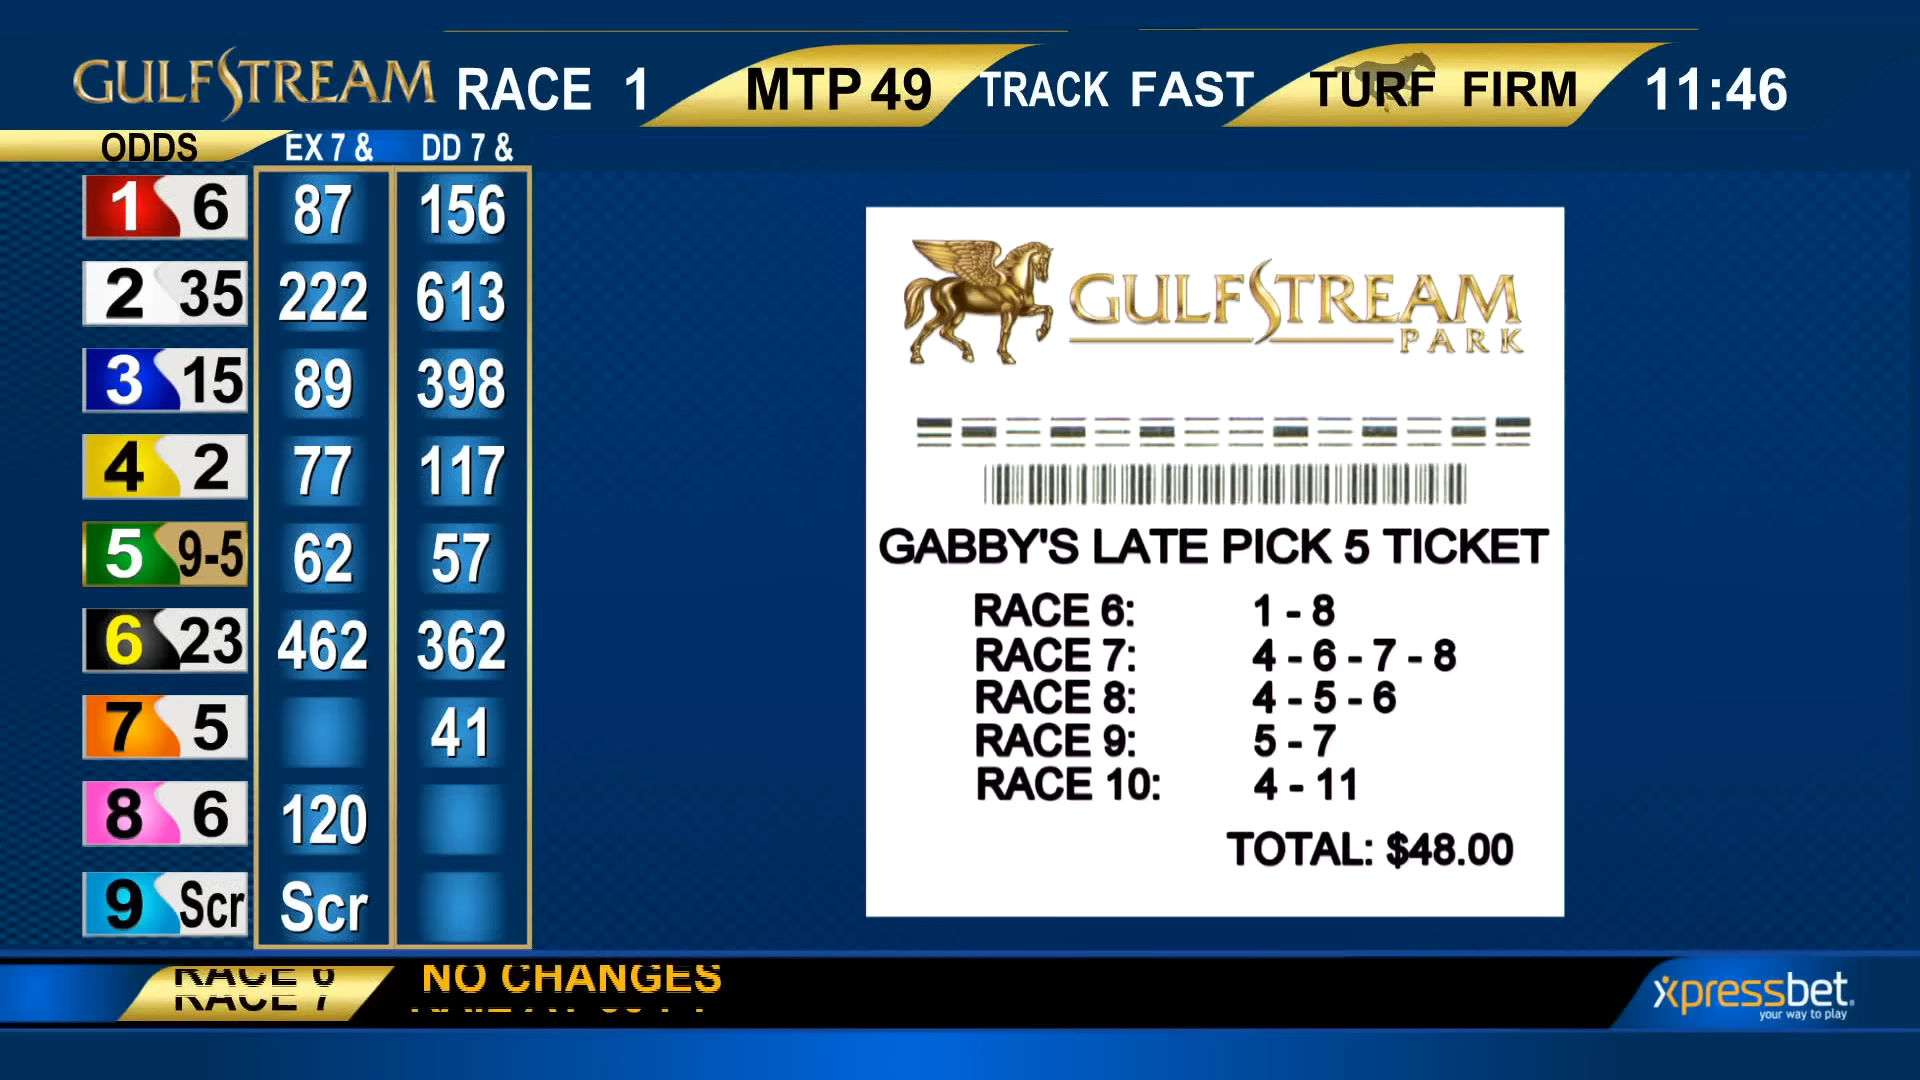 GULFSTREAM RACE 1 MTP 49 TRACK FAST TURF FIRM 11:46
ODDS EX 7 & DD 7 &
1 6 87 156
2 35 222 613
3 15 89 398
4 2 77 117
5 9-5 62 57
6 23 462 362
7 5 41
8 6 120
9 Scr Scr
GULFSTREAM
PARK
GABBY'S LATE PICK 5 TICKET
RACE 6: 1 - 8
RACE 7: 4 - 6 - 7 - 8
RACE 8: 4 - 5 - 6
RACE 9: 5 - 7
RACE 10: 4 - 11
TOTAL: $48.00
RACE 6 NO CHANGES
RACE 7
xpressbet.
your way to play